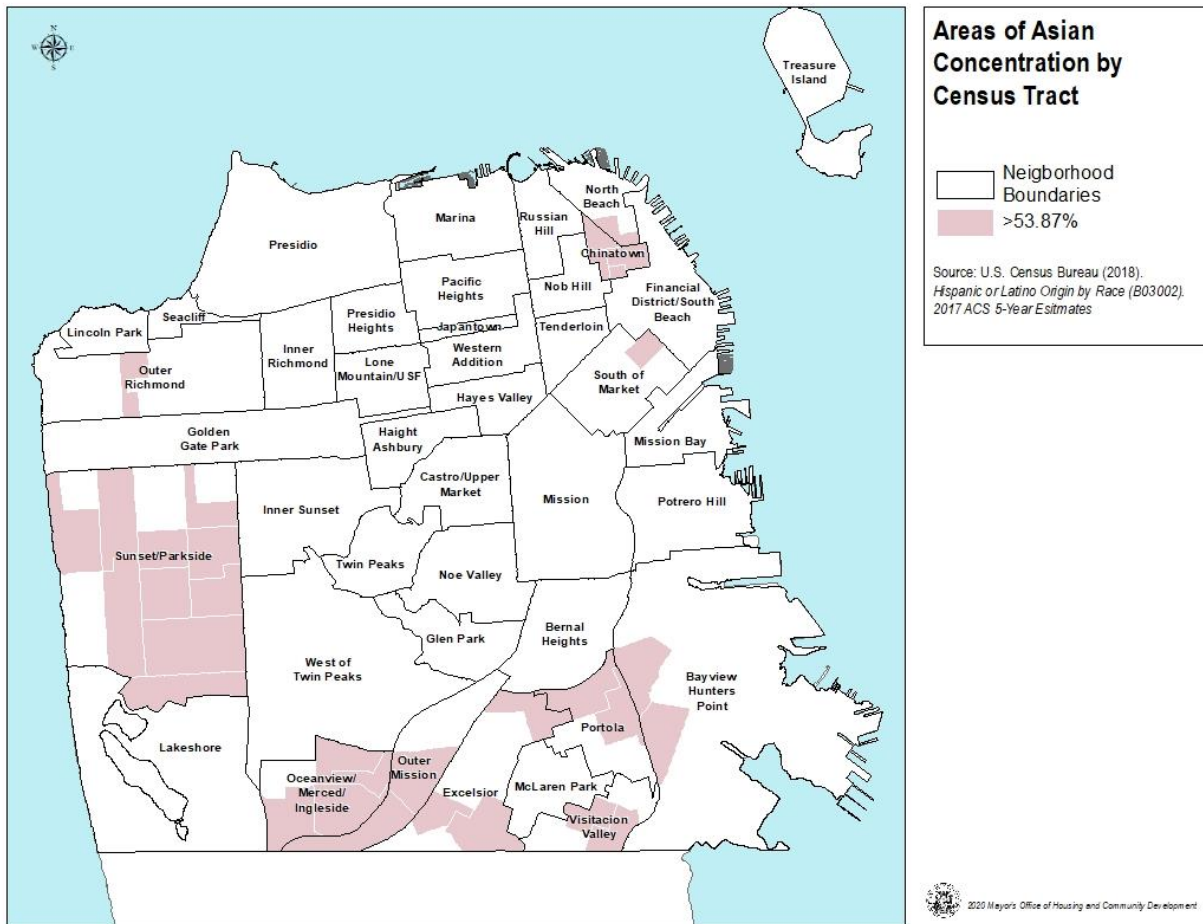 N
W E
S
Treasure
Island
North
Beach
Marina
Russian
Hill
Presidio
Chinatown
Pacific
Heights
Nob Hill
Financial
District/South
Beach
Seacliff
Presidio
Heights
Lincoln Park
Japantown
Tenderloin
Inner
Richmond
Western
Addition
Lone
Mountain/USF
Outer
Richmond
South of
Market
Hayes Valley
Golden
Gate Park
Haight
Ashbury
Mission Bay
Castro/Upper
Market
Mission
Potrero Hill
Inner Sunset
Sunset/Parkside
Twin Peaks
Noe Valley
Bernal
Heights
Glen Park
West of
Twin Peaks
Bayview
Hunters
Point
Portola
Lakeshore
Outer
Mission
Oceanview/
Merced/
Ingleside
Excelsior
McLaren Park
Visitacion
Valley
Areas of Asian
Concentration by
Census Tract
Neigborhood
Boundaries
>53.87%
Source: U.S. Census Bureau (2018).
Hispanic or Latino Origin by Race (B03002).
2017 ACS 5-Year Esitmates
2020 Mayor's Office of Housing and Community Development